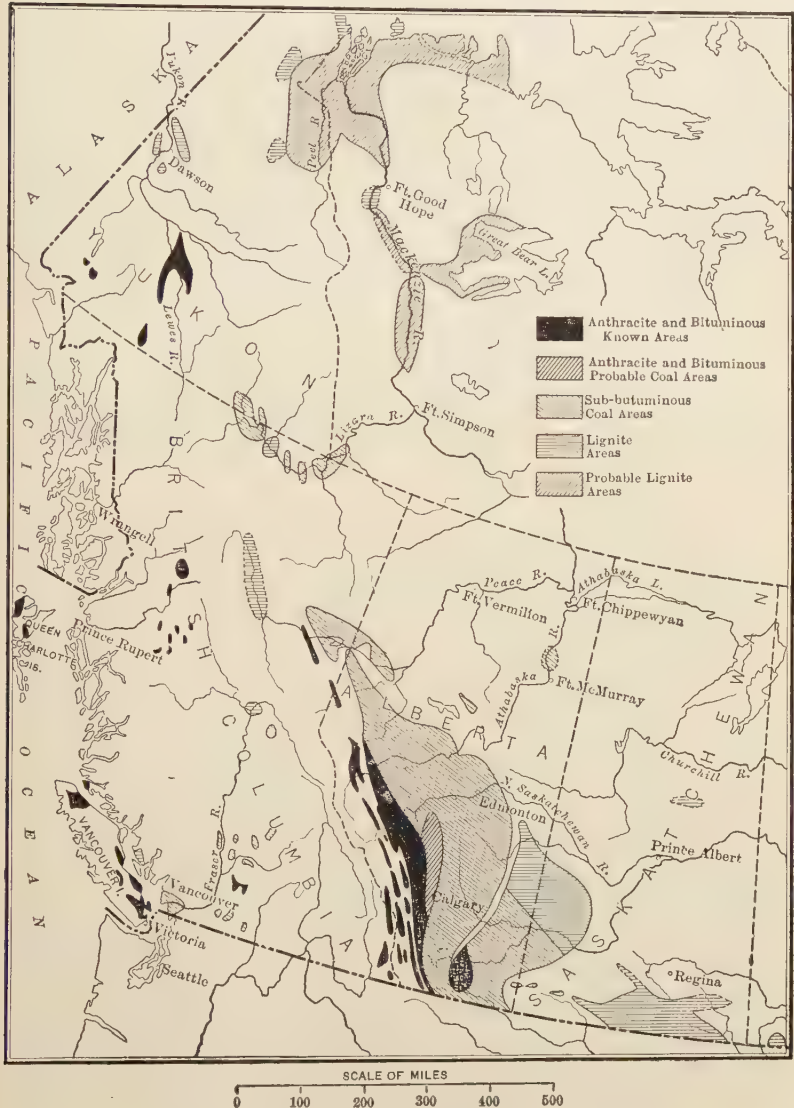 ALASKA
Yukon R.
Dawson
Peel R
Ft. Good
Hope
Mackenzie R.
Great Bear L.
YUKON
Lewes R.
Anthracite and Bituminous
Known Areas
Anthracite and Bituminous
Probable Coal Areas
Sub-butuminous
Coal Areas
Lignite
Areas
Probable Lignite
Areas
Ft. Simpson
PACIFIC OCEAN
Wrangell
BRITISH COLUMBIA
Peace R.
Athabaska L.
Ft. Vermilion
Ft. Chippewyan
Prince Rupert
QUEEN
IS.
Athabaska R.
Ft. McMurray
ALBERTA
SASKATCHEWAN
Churchill R.
N. Saskatchewan R.
Edmonton
Prince Albert
Fraser R.
VANCOUVER I.
Vancouver
Calgary
Victoria
Seattle
Regina
SCALE OF MILES
0 100 200 300 400 500